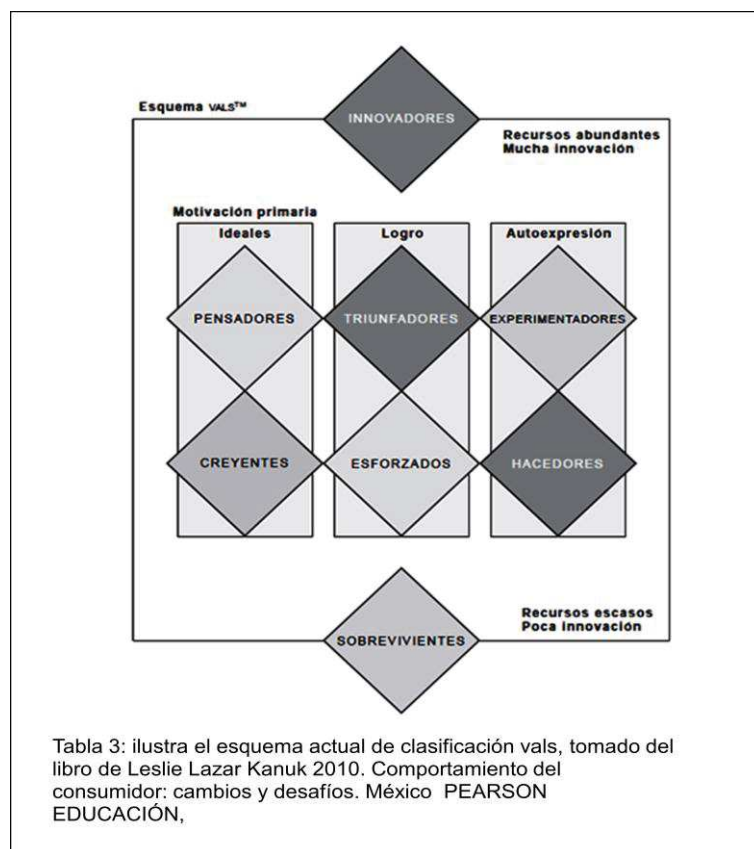 INNOVADORES
Esquema VALS™
Recursos abundantes
Mucha innovación
Motivación primaria
Ideales
Logro
Autoexpresión
PENSADORES
TRIUNFADORES
EXPERIMENTADORES
CREYENTES
ESFORZADOS
HACEDORES
Recursos escasos
Poca innovación
SOBREVIVIENTES
Tabla 3: ilustra el esquema actual de clasificación vals, tomado del
libro de Leslie Lazar Kanuk 2010. Comportamiento del
consumidor: cambios y desafíos. México PEARSON
EDUCACIÓN,